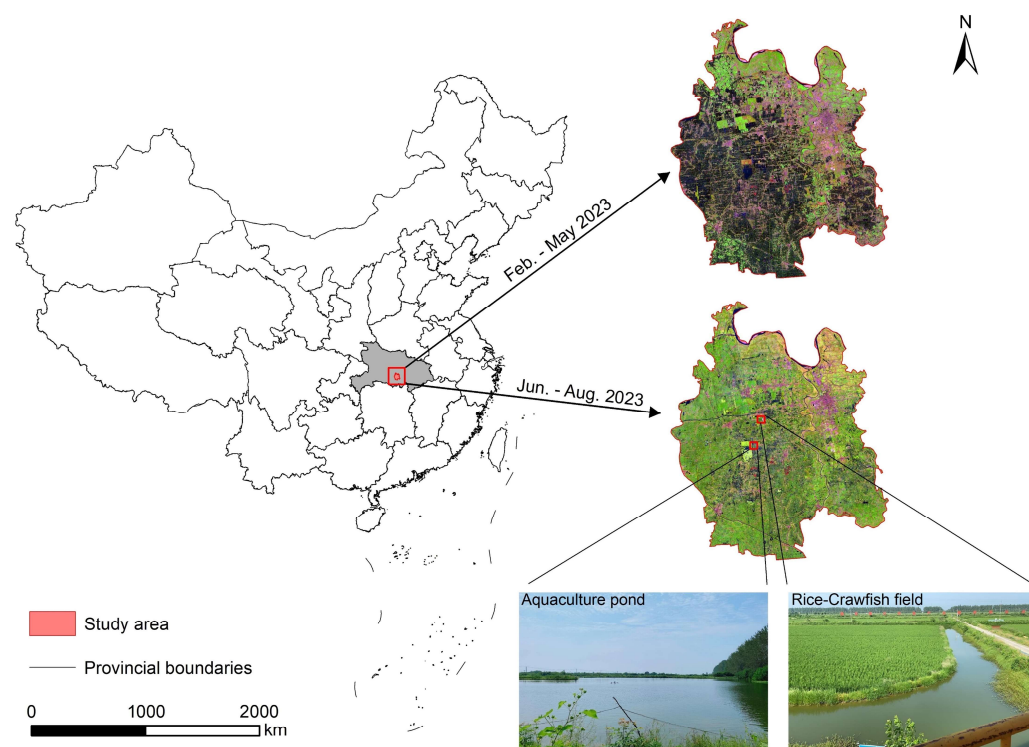 N
Feb. - May 2023
Jun. - Aug. 2023
Aquaculture pond
Rice-Crawfish field
Study area
Provincial boundaries
0 1000 2000
km